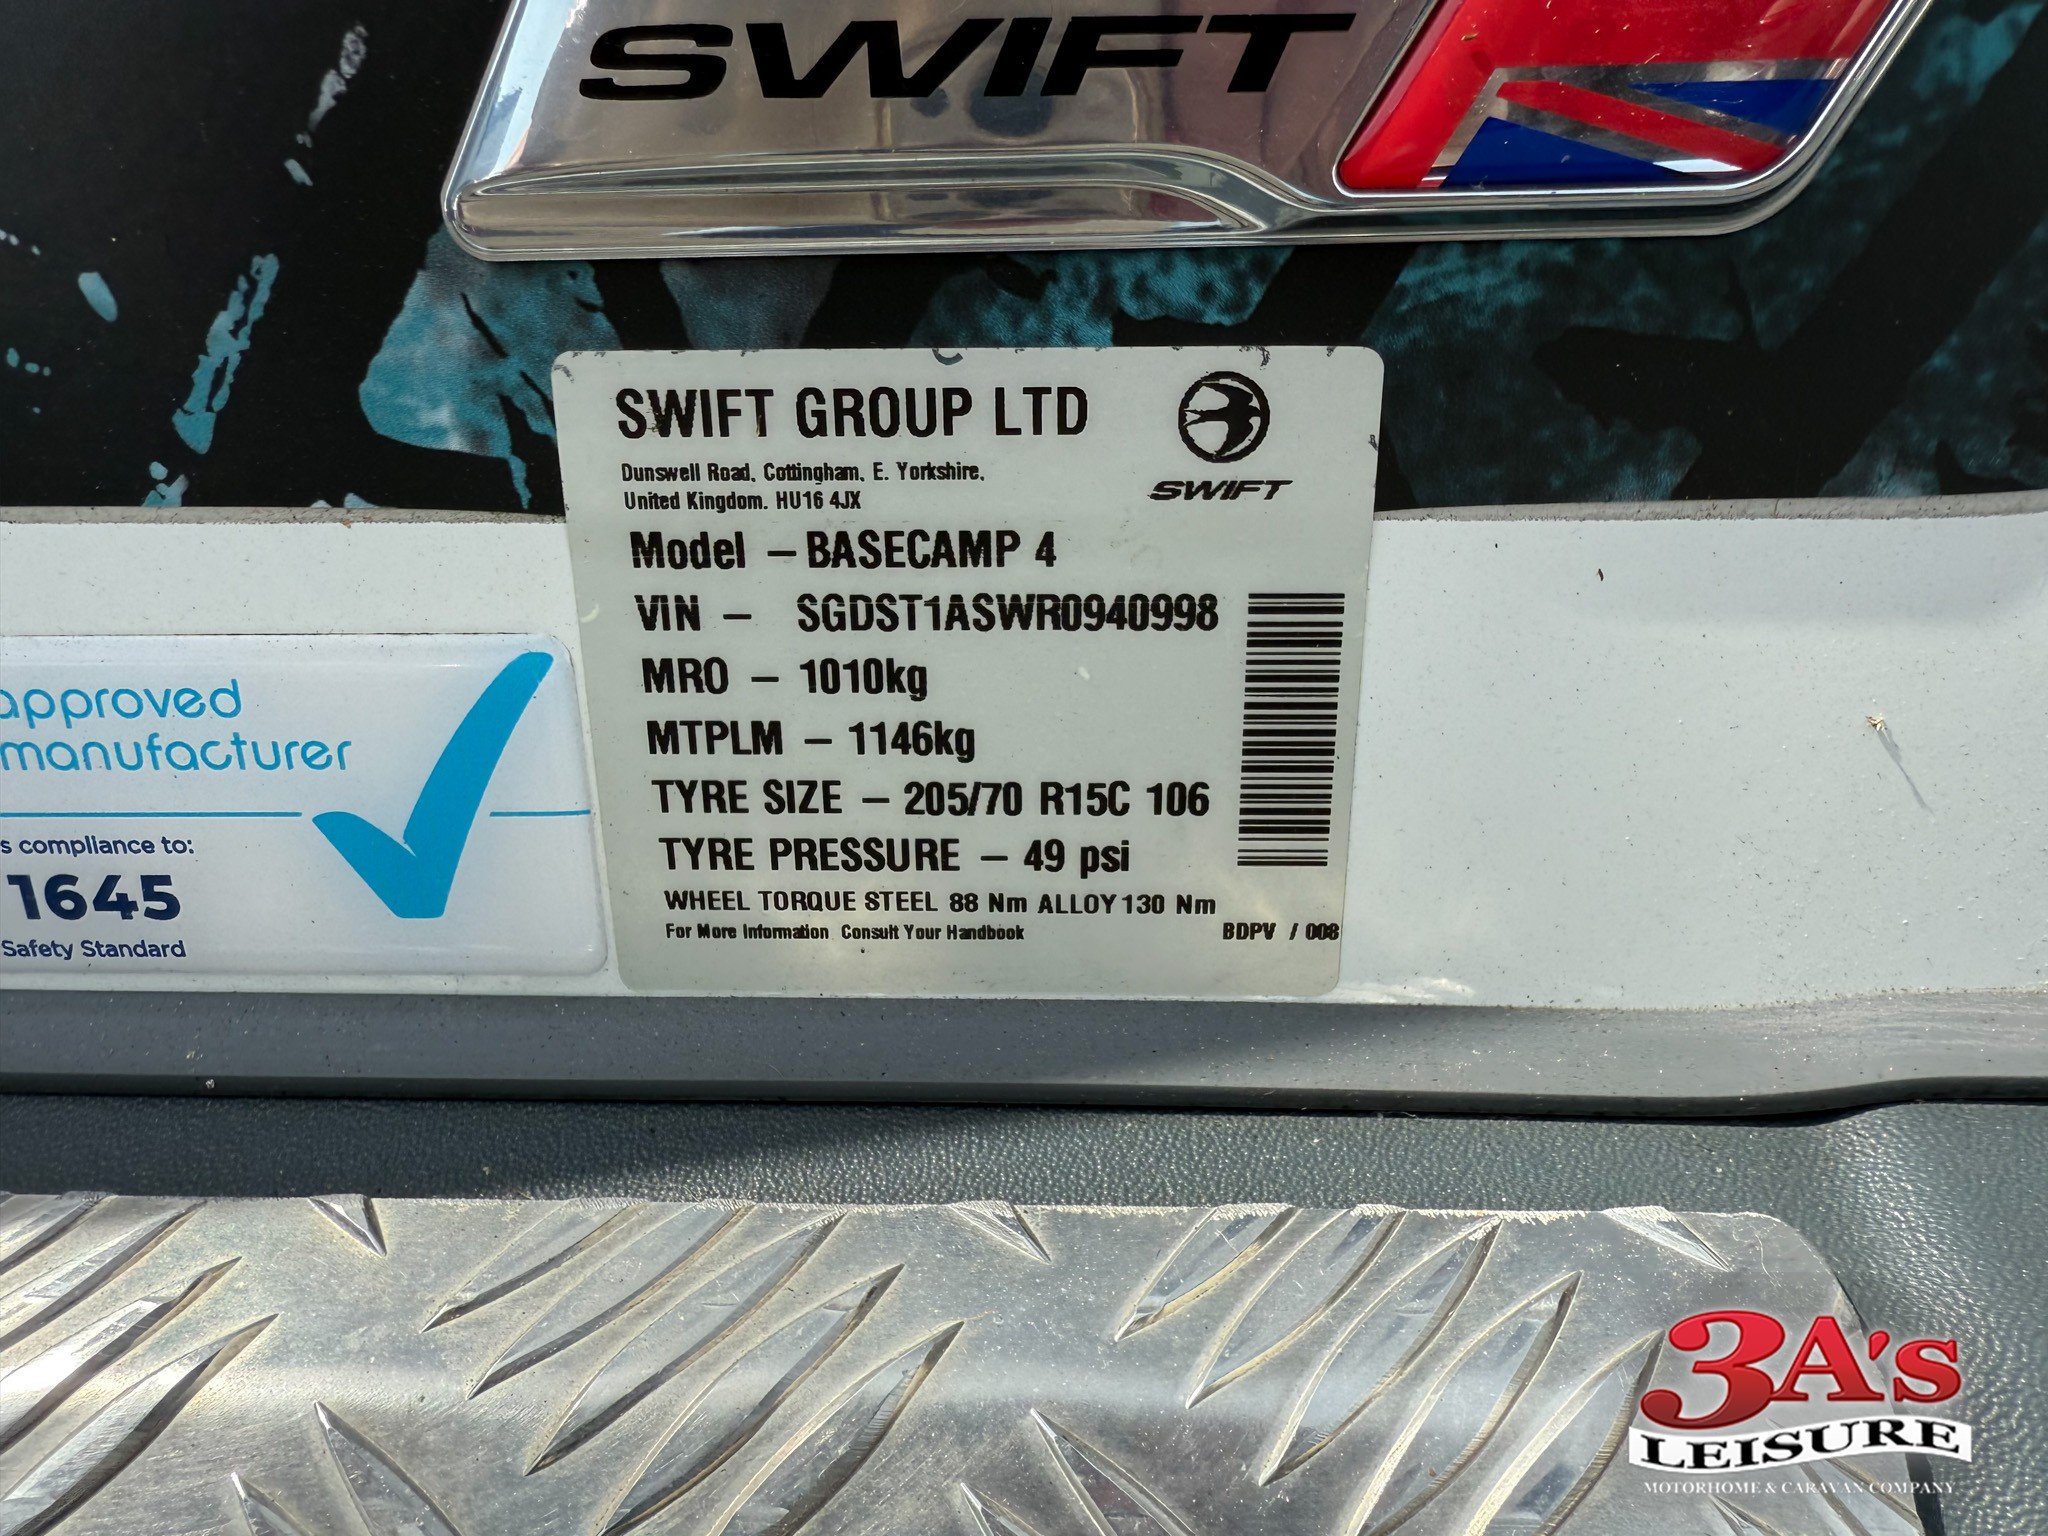 SWIFT
SWIFT GROUP LTD
Dunswell Road, Cottingham, E. Yorkshire,
United Kingdom. HU16 4JX
SWIFT
Model – BASECAMP 4
VIN – SGDST1ASWR0940998
MRO – 1010kg
MTPLM – 1146kg
TYRE SIZE – 205/70 R15C 106
TYRE PRESSURE – 49 psi
WHEEL TORQUE STEEL 88 Nm ALLOY 130 Nm
For More Information Consult Your Handbook
BDPV / 008
approved
manufacturer
compliance to:
1645
Safety Standard
3A's
LEISURE
MOTORHOME & CARAVAN COMPANY